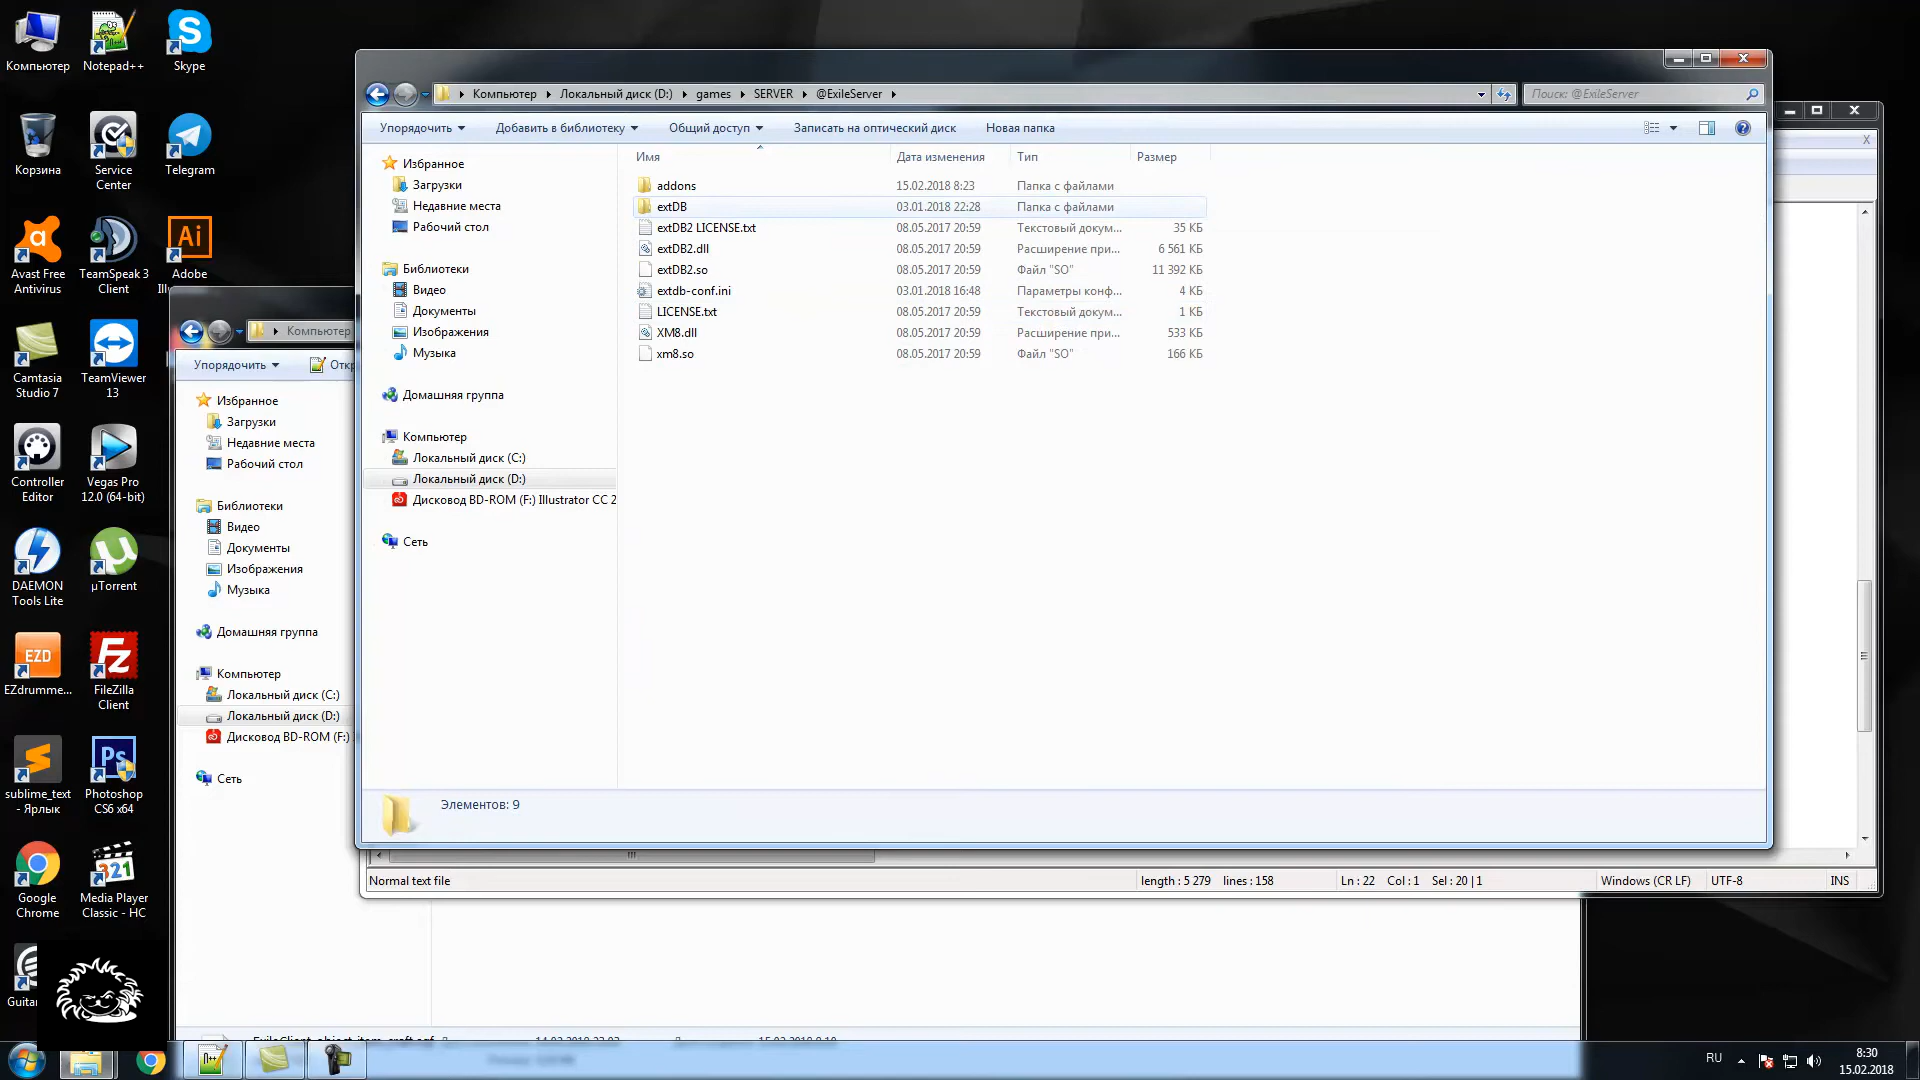 Компьютер
Notepad++
Skype
Корзина
Service Center
Telegram
Avast Free Antivirus
TeamSpeak 3 Client
Adobe
Camtasia Studio 7
TeamViewer 13
Controller Editor
Vegas Pro 12.0 (64-bit)
DAEMON Tools Lite
µTorrent
EZdrumme...
FileZilla Client
sublime_text - Ярлык
Photoshop CS6 x64
Google Chrome
Media Player Classic - HC
Компьютер
Упорядочить
Избранное
Загрузки
Недавние места
Рабочий стол
Библиотеки
Видео
Документы
Изображения
Музыка
Домашняя группа
Компьютер
Локальный диск (C:)
Локальный диск (D:)
Дисковод BD-ROM (F:)
Сеть
Компьютер Локальный диск (D:) games SERVER @ExileServer
Поиск: @ExileServer
Упорядочить Добавить в библиотеку Общий доступ Записать на оптический диск Новая папка
Избранное
Загрузки
Недавние места
Рабочий стол
Библиотеки
Видео
Документы
Изображения
Музыка
Домашняя группа
Компьютер
Локальный диск (C:)
Локальный диск (D:)
Дисковод BD-ROM (F:) Illustrator CC 2
Сеть
Имя Дата изменения Тип Размер
addons 15.02.2018 8:23 Папка с файлами
extDB 03.01.2018 22:28 Папка с файлами
extDB2 LICENSE.txt 08.05.2017 20:59 Текстовый докум... 35 КБ
extDB2.dll 08.05.2017 20:59 Расширение при... 6 561 КБ
extDB2.so 08.05.2017 20:59 Файл "SO" 11 392 КБ
extdb-conf.ini 03.01.2018 16:48 Параметры конф... 4 КБ
LICENSE.txt 08.05.2017 20:59 Текстовый докум... 1 КБ
XM8.dll 08.05.2017 20:59 Расширение при... 533 КБ
xm8.so 08.05.2017 20:59 Файл "SO" 166 КБ
Элементов: 9
Normal text file length : 5 279 lines : 158 Ln : 22 Col : 1 Sel : 20 | 1 Windows (CR LF) UTF-8 INS
RU
8:30
15.02.2018